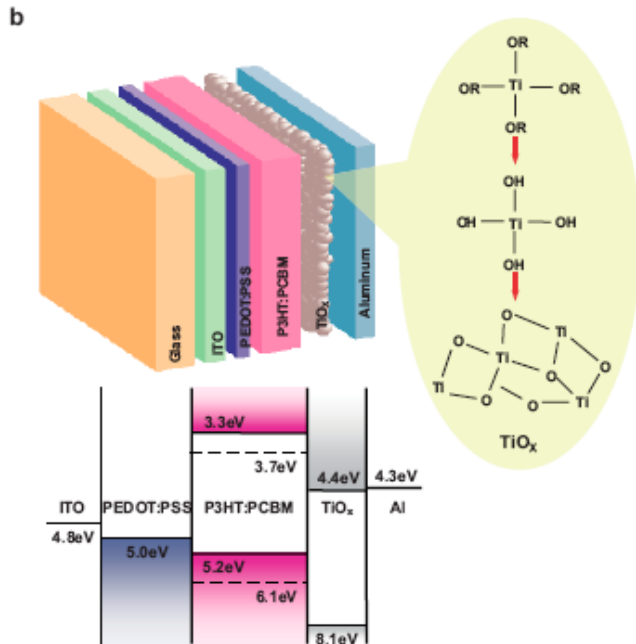 b
Glass
ITO
PEDOT:PSS
P3HT:PCBM
TiOₓ
Aluminum
OR
OR Ti OR
OR
OH
OH Ti OH
OH
O Ti
O Ti O
Ti O O Ti
O
TiOₓ
3.3eV
3.7eV
4.4eV 4.3eV
ITO PEDOT:PSS P3HT:PCBM TiOₓ Al
4.8eV
5.0eV
5.2eV
6.1eV
8.1eV